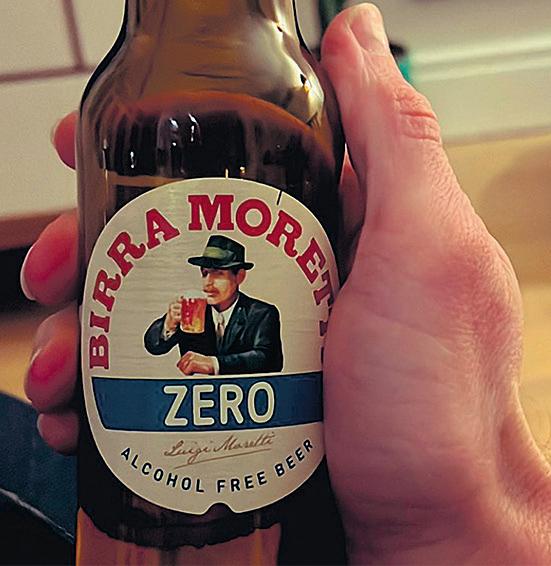 BIRRA MORETTI
ZERO
Luigi Moretti
ALCOHOL FREE BEER